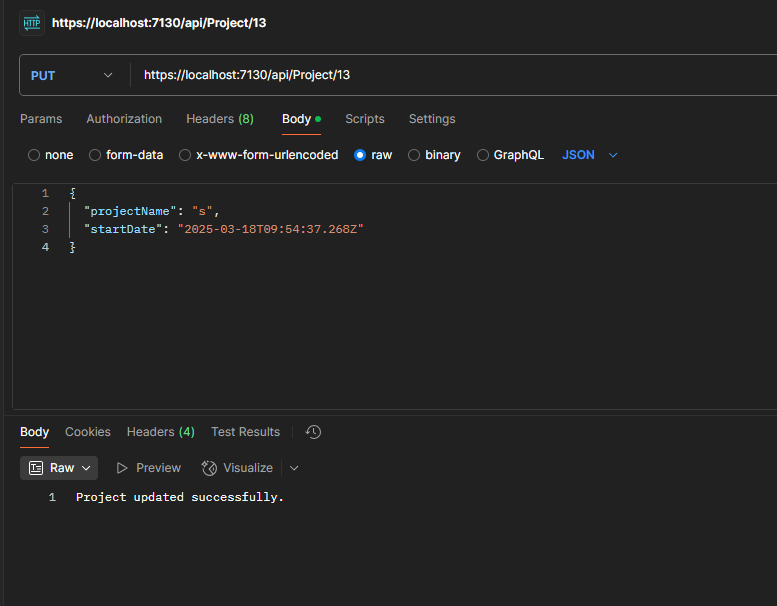 HTTP https://localhost:7130/api/Project/13
PUT https://localhost:7130/api/Project/13
Params Authorization Headers (8) Body Scripts Settings
none form-data x-www-form-urlencoded raw binary GraphQL JSON
1 {
2 "projectName": "s",
3 "startDate": "2025-03-18T09:54:37.268Z"
4 }
Body Cookies Headers (4) Test Results
Raw Preview Visualize
1 Project updated successfully.